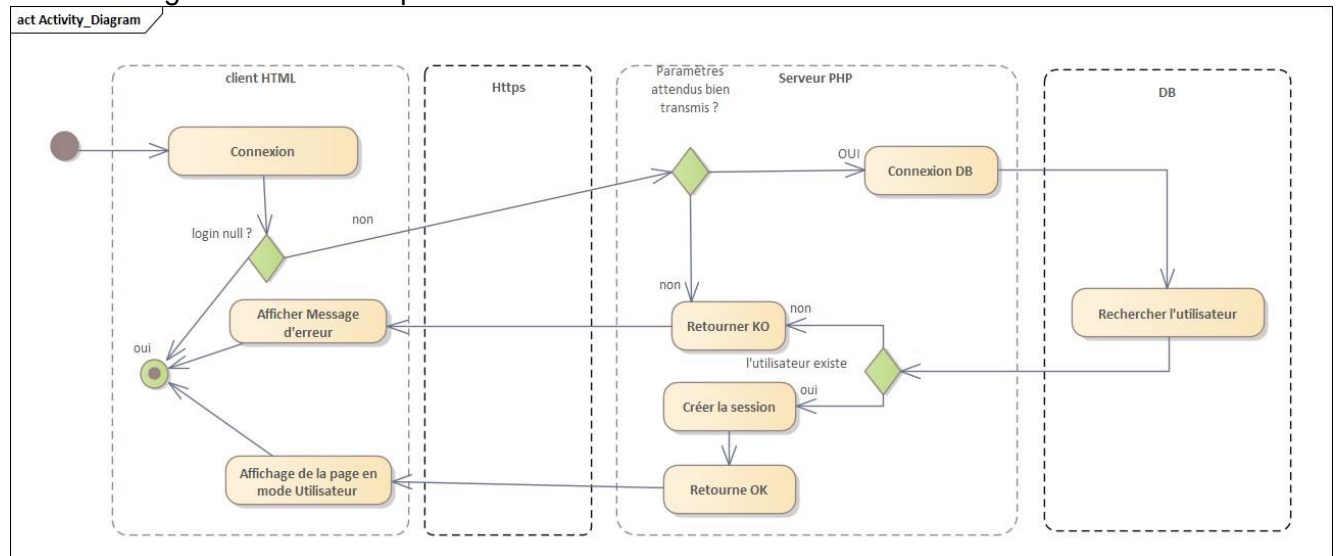 act Activity_Diagram
client HTML
Https
Paramètres
attendus bien
transmis ?
Serveur PHP
DB
Connexion
OUI
Connexion DB
non
login null ?
non
Afficher Message
d'erreur
Retourner KO
non
Rechercher l'utilisateur
oui
l'utilisateur existe
Créer la session
oui
Affichage de la page en
mode Utilisateur
Retourne OK